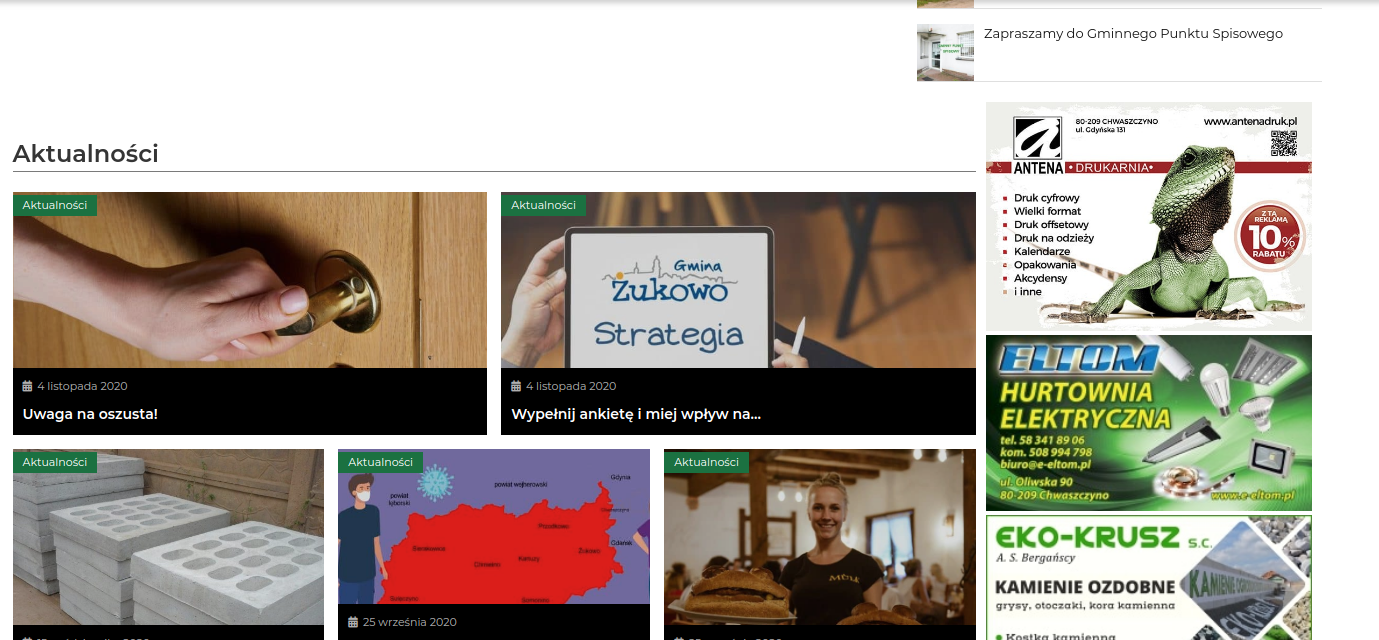 Zapraszamy do Gminnego Punktu Spisowego
Aktualności
Aktualności
4 listopada 2020
Uwaga na oszusta!
Aktualności
Gmina
Żukowo
Strategia
4 listopada 2020
Wypełnij ankietę i miej wpływ na...
Aktualności
Aktualności
powiat
lęborski
powiat wejherowski
Gdynia
Przodkowo
Gdańsk
Żukowo
Kartuzy
Sierakowice
Chmielno
Stężyca
Somonino
25 września 2020
Aktualności
80-209 CHWASZCZYNO
ul. Gdyńska 131
www.antenadruk.pl
ANTENA • DRUKARNIA•
Druk cyfrowy
Wielki format
Druk offsetowy
Druk na odzieży
Kalendarze
Opakowania
Akcydensy
i inne
Z TĄ
REKLAMĄ
10%
RABATU
ELTOM
HURTOWNIA
ELEKTRYCZNA
tel. 58 341 89 06
kom. 508 994 798
biuro@e-eltom.pl
ul. Oliwska 90
80-209 Chwaszczyno
www.e-eltom.pl
EKO-KRUSZ s.c.
A. S. Bergańscy
KAMIENIE OZDOBNE
grysy, otoczaki, kora kamienna
Kostka kamienna